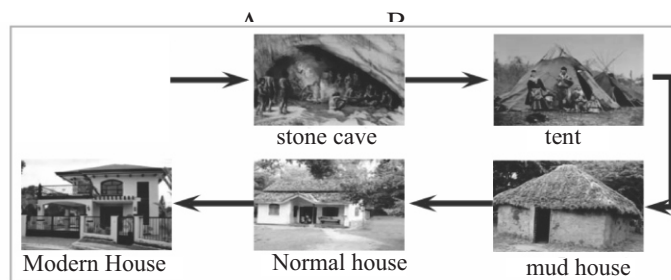 A B
stone cave
tent
Modern House
Normal house
mud house